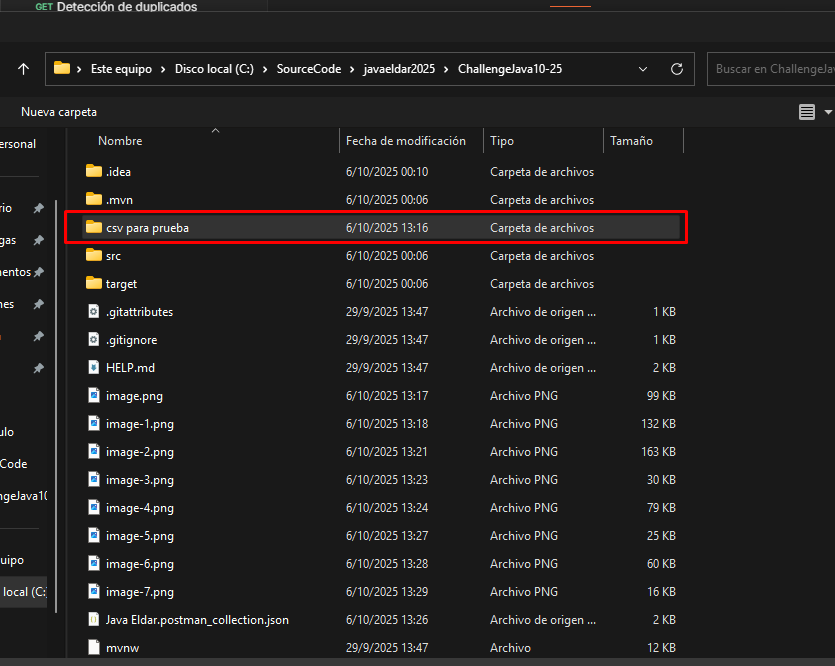 GET Detección de duplicados
Este equipo > Disco local (C:) > SourceCode > javaeldar2025 > ChallengeJava10-25
Buscar en ChallengeJav
Nueva carpeta
Nombre Fecha de modificación Tipo Tamaño
.idea 6/10/2025 00:10 Carpeta de archivos
.mvn 6/10/2025 00:06 Carpeta de archivos
csv para prueba 6/10/2025 13:16 Carpeta de archivos
src 6/10/2025 00:06 Carpeta de archivos
target 6/10/2025 00:06 Carpeta de archivos
.gitattributes 29/9/2025 13:47 Archivo de origen ... 1 KB
.gitignore 29/9/2025 13:47 Archivo de origen ... 1 KB
HELP.md 29/9/2025 13:47 Archivo de origen ... 2 KB
image.png 6/10/2025 13:17 Archivo PNG 99 KB
image-1.png 6/10/2025 13:18 Archivo PNG 132 KB
image-2.png 6/10/2025 13:21 Archivo PNG 163 KB
image-3.png 6/10/2025 13:23 Archivo PNG 30 KB
image-4.png 6/10/2025 13:24 Archivo PNG 79 KB
image-5.png 6/10/2025 13:27 Archivo PNG 25 KB
image-6.png 6/10/2025 13:28 Archivo PNG 60 KB
image-7.png 6/10/2025 13:29 Archivo PNG 16 KB
Java Eldar.postman_collection.json 6/10/2025 13:26 Archivo de origen ... 2 KB
mvnw 29/9/2025 13:47 Archivo 12 KB
ersonal
rio
gas
entos
nes
ulo
Code
ngeJava10
uipo
local (C: